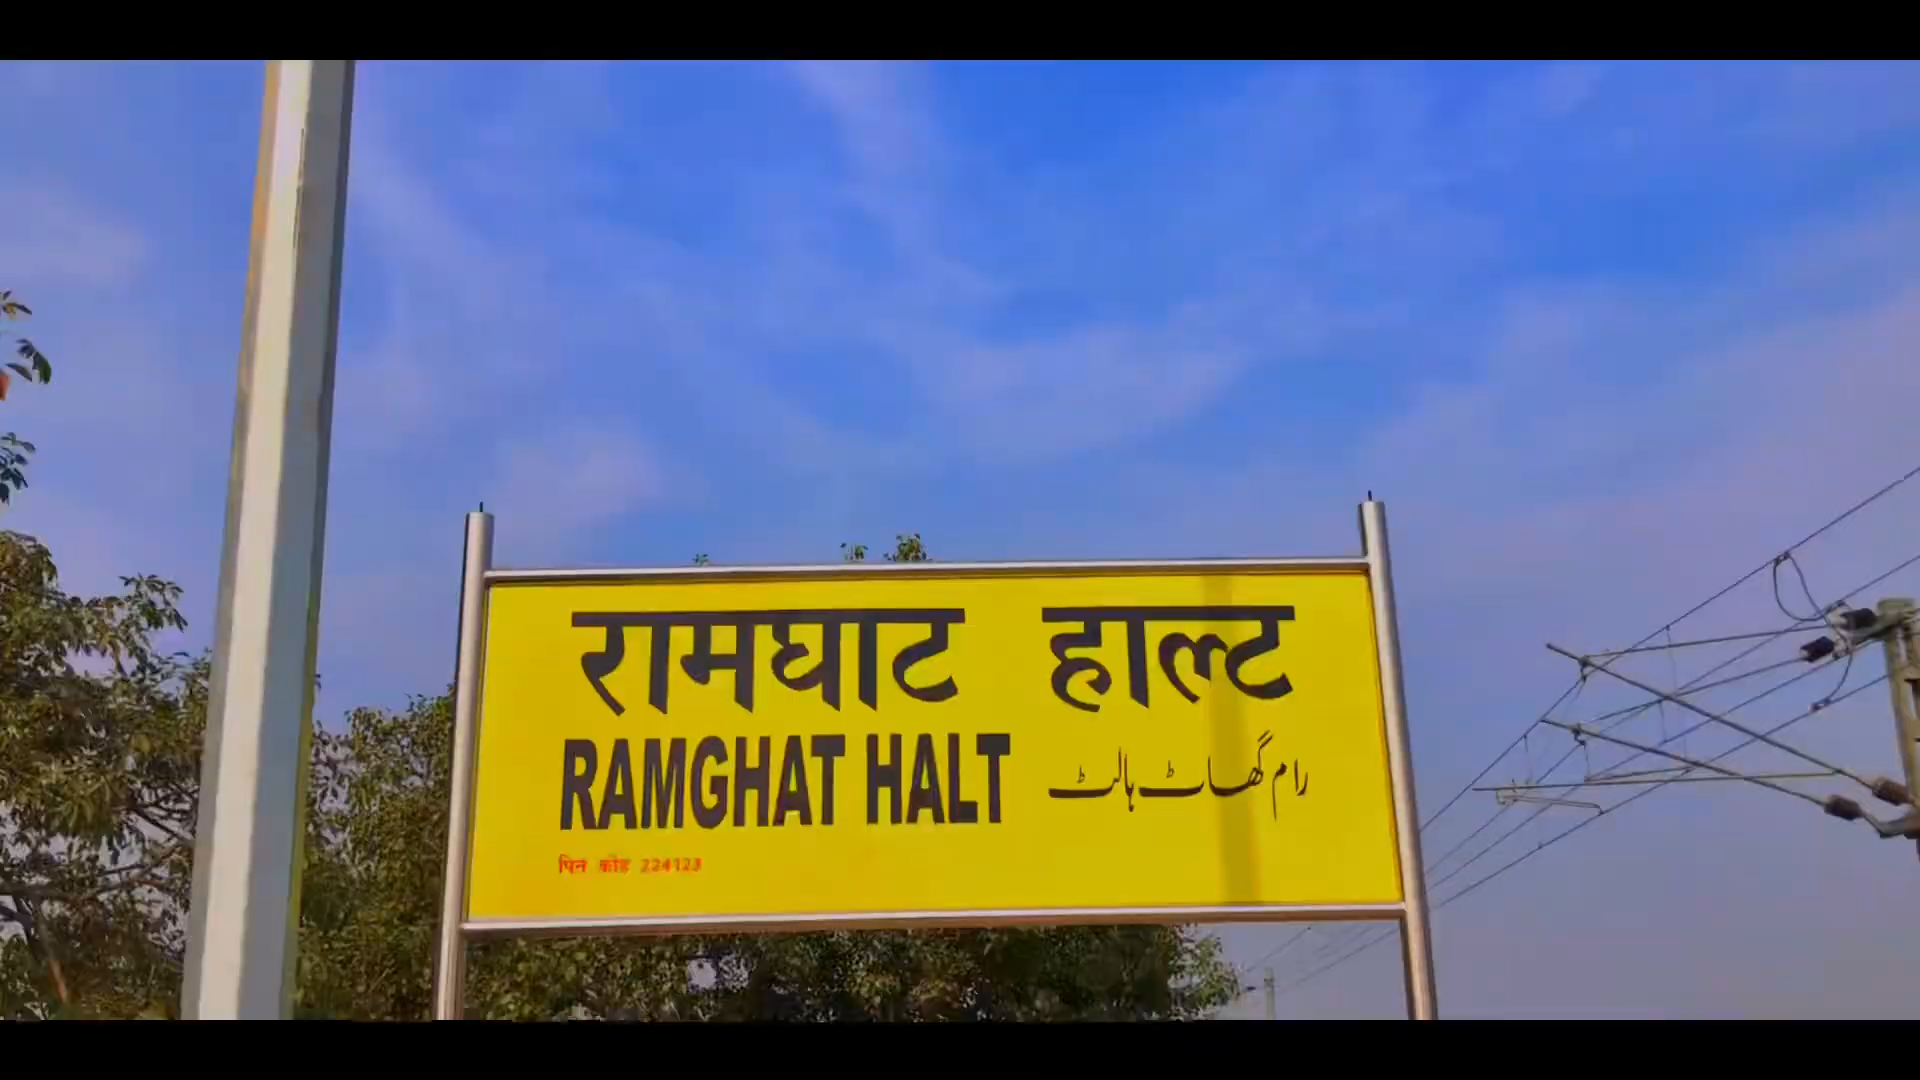 रामघाट हाल्ट
RAMGHAT HALT رام گھاٹ ہالٹ
पिन कोड 224123